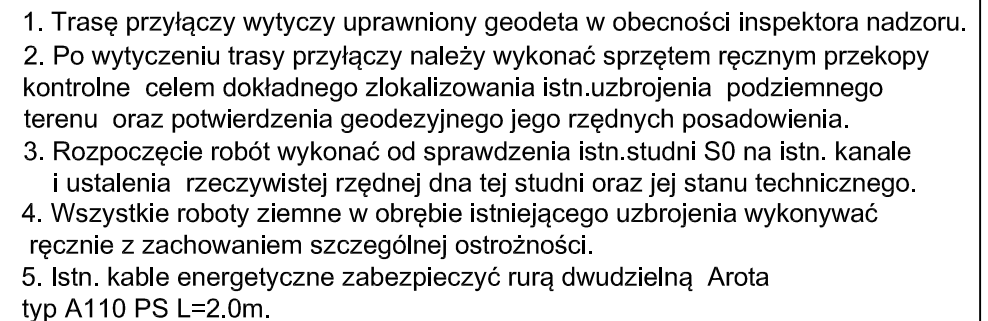 1. Trasę przyłączy wytyczy uprawniony geodeta w obecności inspektora nadzoru.
2. Po wytyczeniu trasy przyłączy należy wykonać sprzętem ręcznym przekopy
kontrolne celem dokładnego zlokalizowania istn.uzbrojenia podziemnego
terenu oraz potwierdzenia geodezyjnego jego rzędnych posadowienia.
3. Rozpoczęcie robót wykonać od sprawdzenia istn.studni S0 na istn. kanale
i ustalenia rzeczywistej rzędnej dna tej studni oraz jej stanu technicznego.
4. Wszystkie roboty ziemne w obrębie istniejącego uzbrojenia wykonywać
ręcznie z zachowaniem szczególnej ostrożności.
5. Istn. kable energetyczne zabezpieczyć rurą dwudzielną Arota
typ A110 PS L=2.0m.